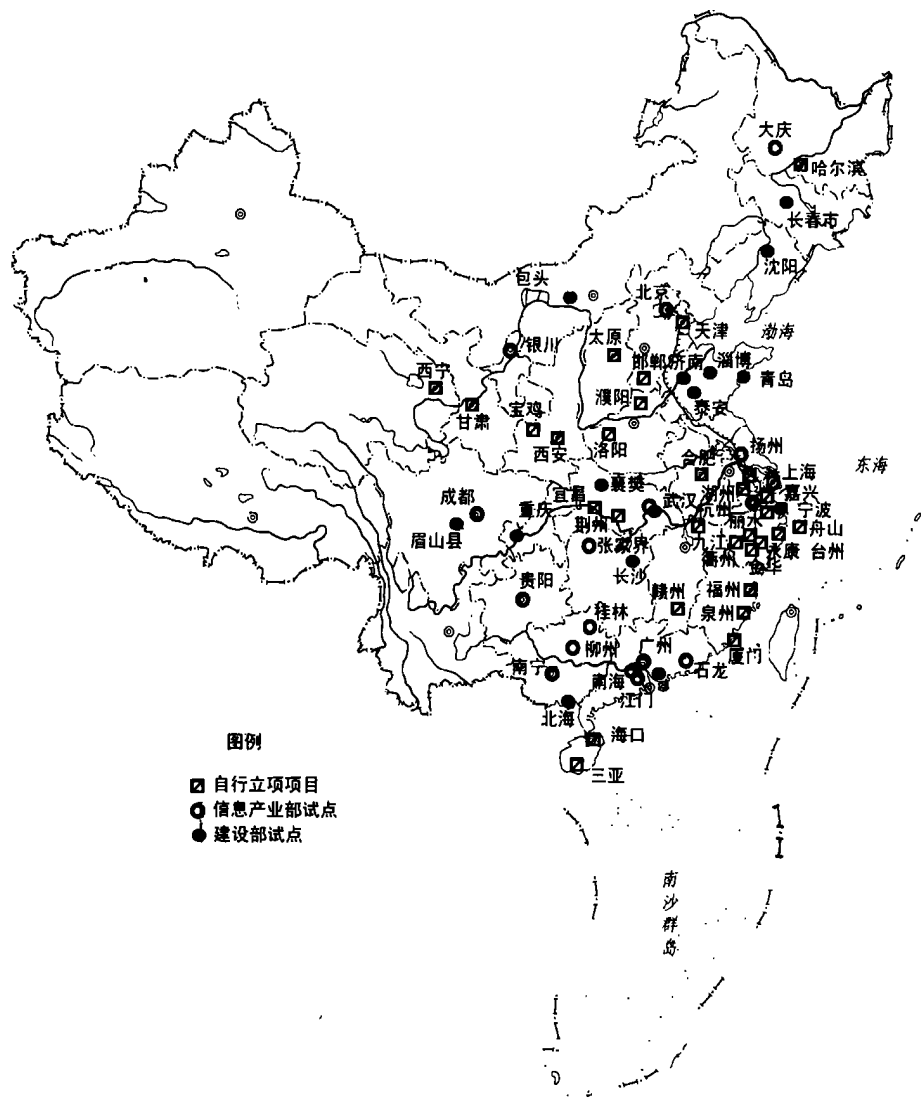 大庆
哈尔滨
长春市
沈阳
包头
北京
天津
渤海
银川
太原
西宁
邯郸
济南
淄博
青岛
甘肃
濮阳
泰安
宝鸡
西安
洛阳
扬州
合肥
上海
东海
成都
重庆
宜昌
襄樊
武汉
湖州
嘉兴
杭州
宁波
荆州
丽水
舟山
眉山县
张家界
九江
衢州
永康
台州
金华
长沙
贵阳
赣州
福州
桂林
泉州
柳州
广州
厦门
南宁
南海
石龙
江门
北海
海口
三亚
图例
自行立项项目
信息产业部试点
建设部试点
南沙群岛